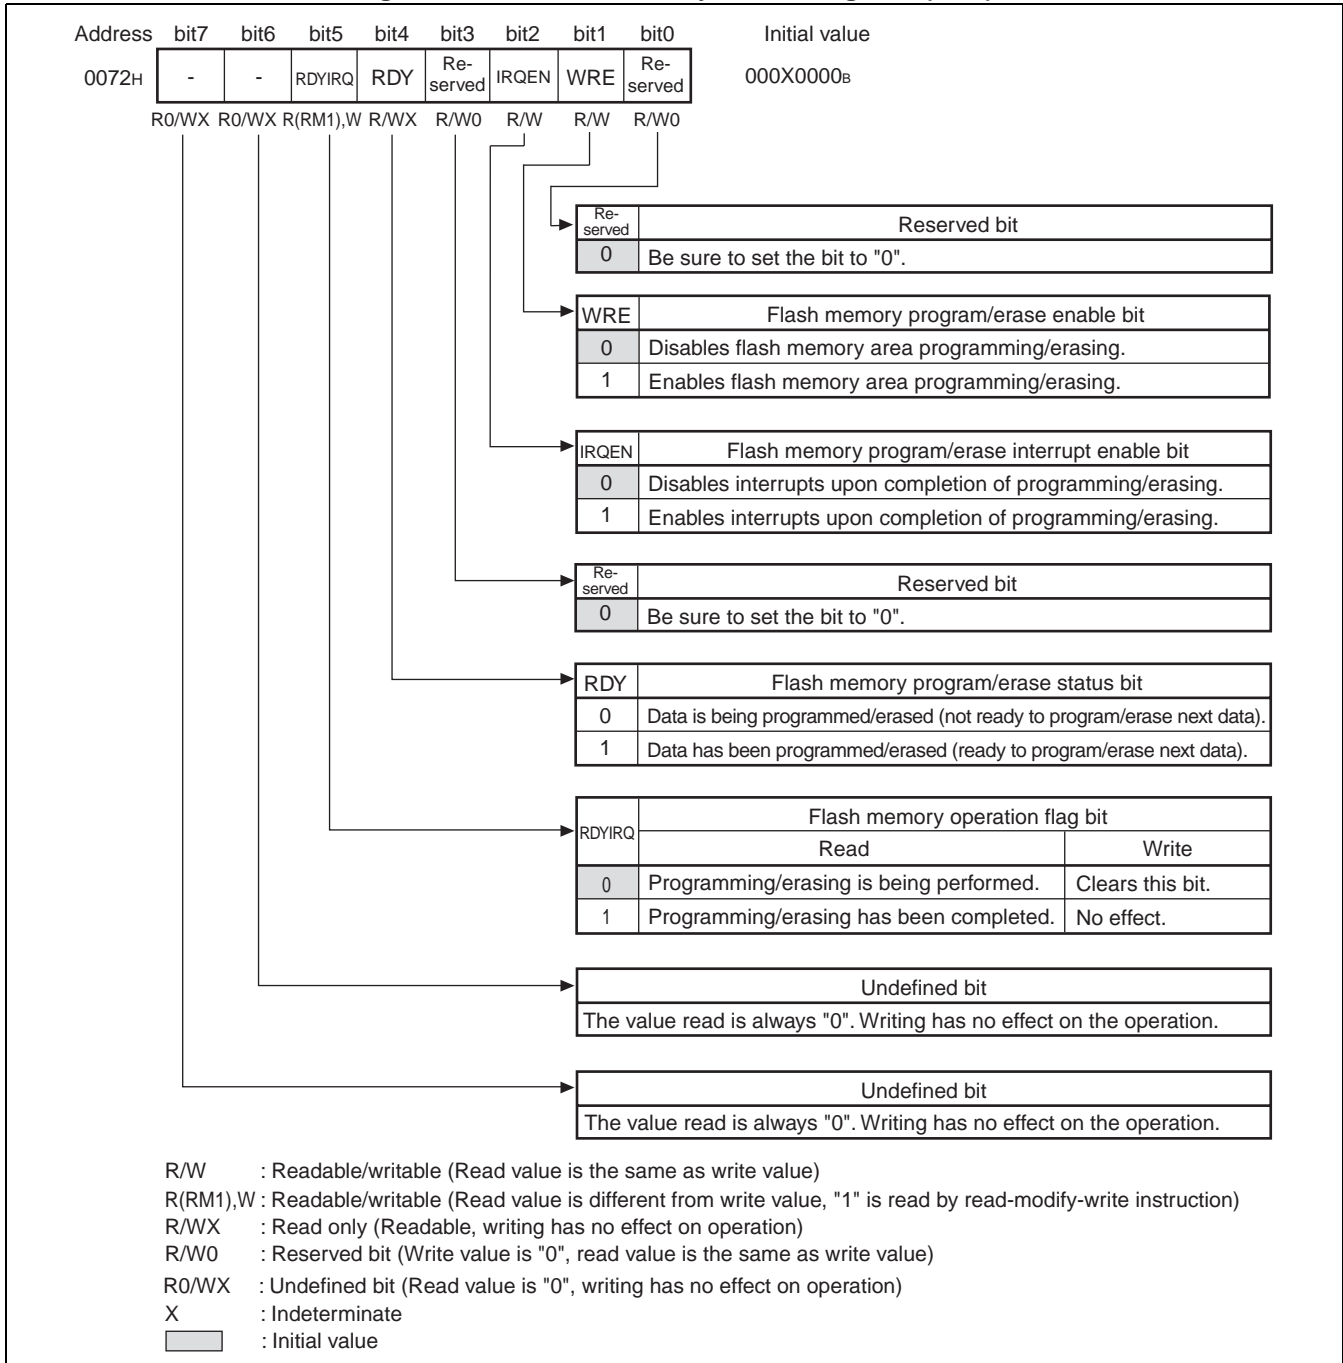 Address bit7 bit6 bit5 bit4 bit3 bit2 bit1 bit0 Initial value
0072H - - RDYIRQ RDY Re-served IRQEN WRE Re-served 000X0000B
R0/WX R0/WX R(RM1),W R/WX R/W0 R/W R/W R/W0
Re-served Reserved bit
0 Be sure to set the bit to "0".
WRE Flash memory program/erase enable bit
0 Disables flash memory area programming/erasing.
1 Enables flash memory area programming/erasing.
IRQEN Flash memory program/erase interrupt enable bit
0 Disables interrupts upon completion of programming/erasing.
1 Enables interrupts upon completion of programming/erasing.
Re-served Reserved bit
0 Be sure to set the bit to "0".
RDY Flash memory program/erase status bit
0 Data is being programmed/erased (not ready to program/erase next data).
1 Data has been programmed/erased (ready to program/erase next data).
RDYIRQ Flash memory operation flag bit
Read Write
0 Programming/erasing is being performed. Clears this bit.
1 Programming/erasing has been completed. No effect.
Undefined bit
The value read is always "0". Writing has no effect on the operation.
Undefined bit
The value read is always "0". Writing has no effect on the operation.
R/W : Readable/writable (Read value is the same as write value)
R(RM1),W : Readable/writable (Read value is different from write value, "1" is read by read-modify-write instruction)
R/WX : Read only (Readable, writing has no effect on operation)
R/W0 : Reserved bit (Write value is "0", read value is the same as write value)
R0/WX : Undefined bit (Read value is "0", writing has no effect on operation)
X : Indeterminate
: Initial value